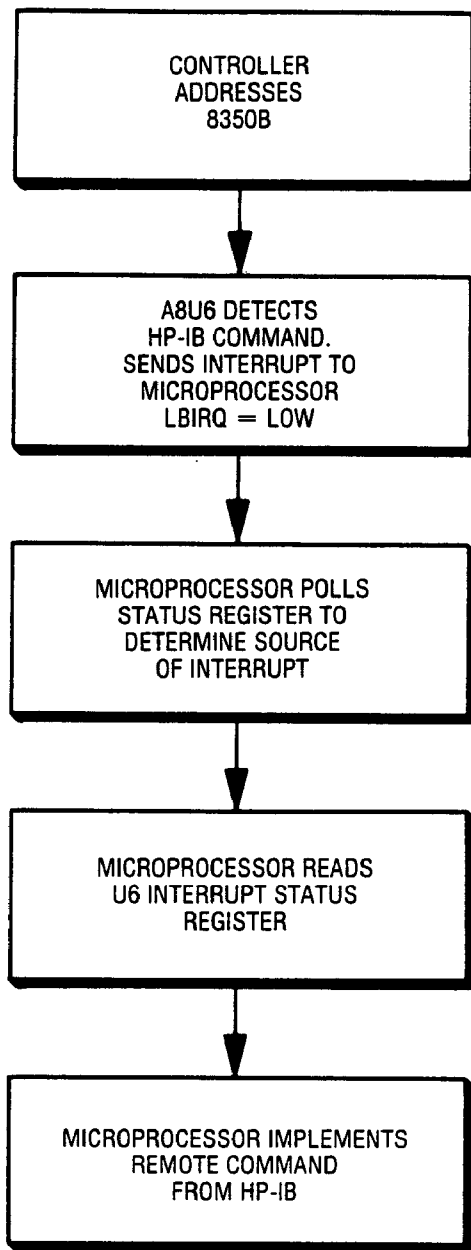 CONTROLLER
ADDRESSES
8350B
A8U6 DETECTS
HP-IB COMMAND.
SENDS INTERRUPT TO
MICROPROCESSOR
LBIRQ = LOW
MICROPROCESSOR POLLS
STATUS REGISTER TO
DETERMINE SOURCE
OF INTERRUPT
MICROPROCESSOR READS
U6 INTERRUPT STATUS
REGISTER
MICROPROCESSOR IMPLEMENTS
REMOTE COMMAND
FROM HP-IB